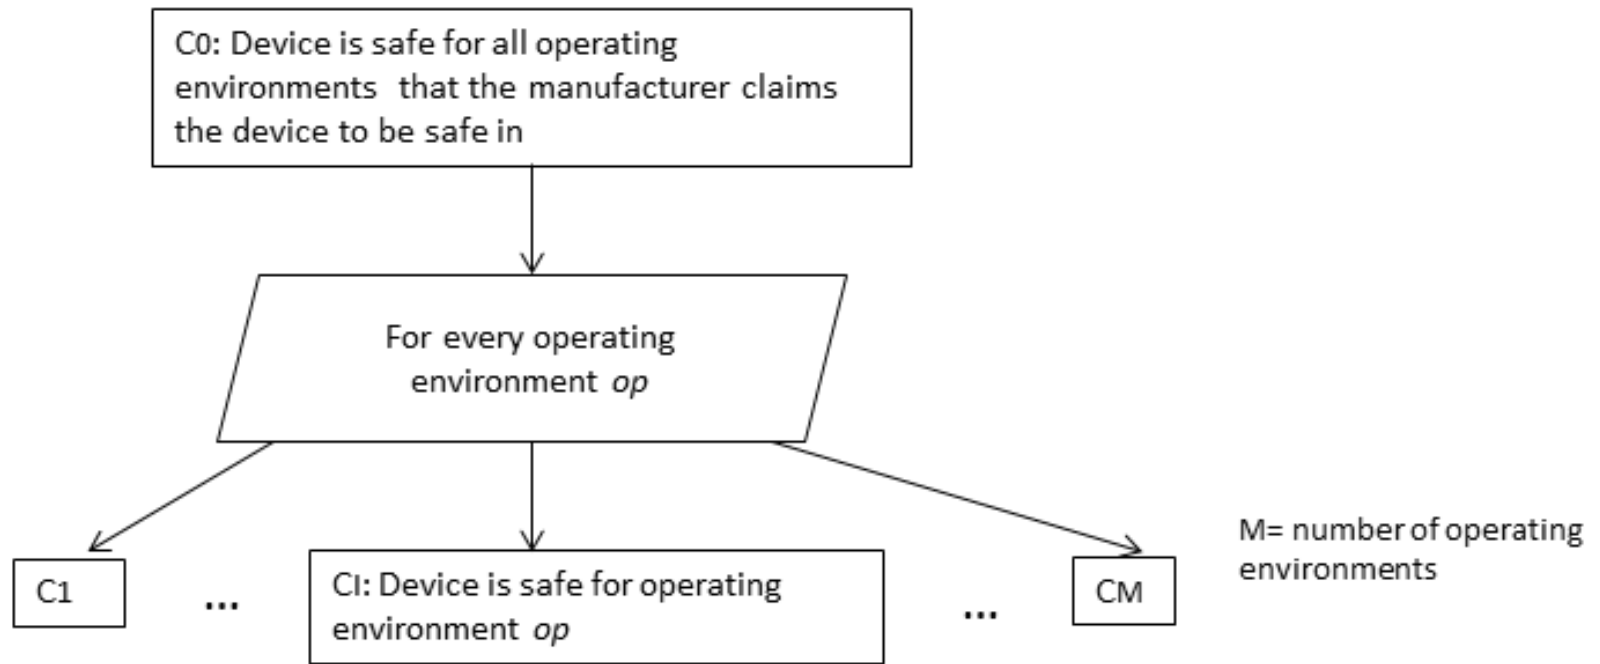 C0: Device is safe for all operating
environments that the manufacturer claims
the device to be safe in
For every operating
environment op
M= number of operating
environments
C1
...
CI: Device is safe for operating
environment op
...
CM